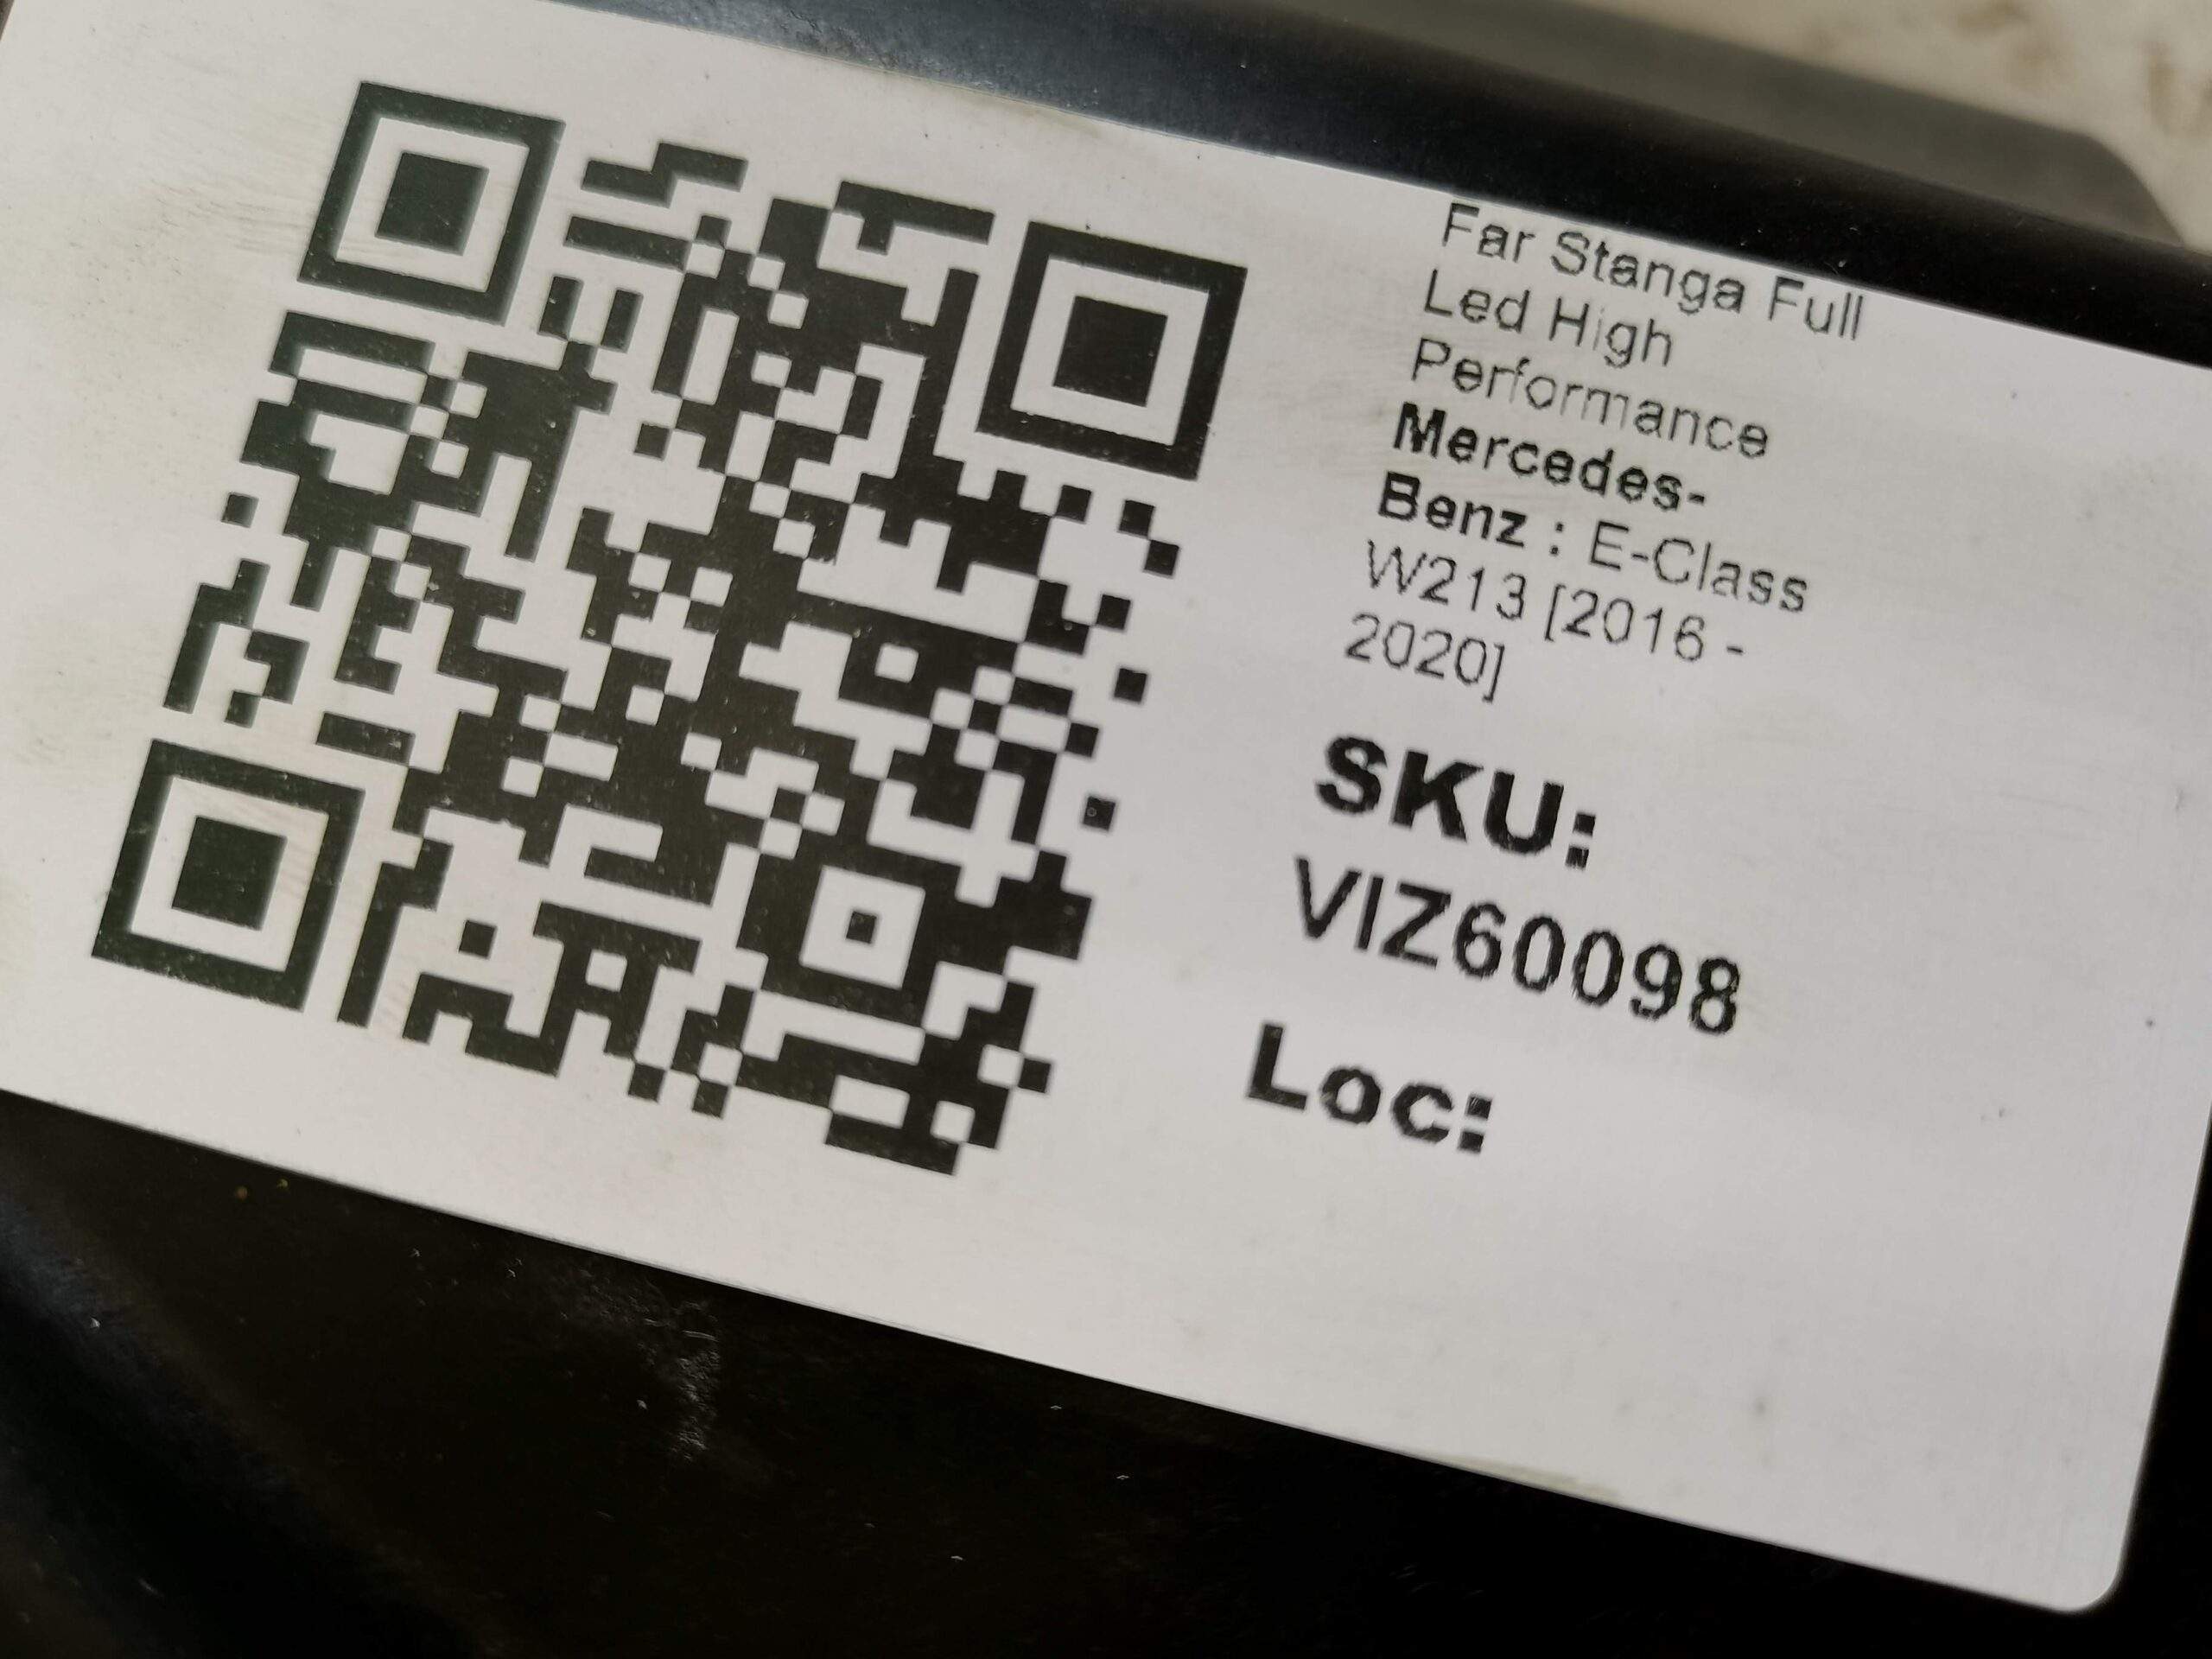 Far Stanga Full
Led High
Performance
Mercedes-
Benz : E-Class
W213 [2016 -
2020]
SKU:
VIZ60098
Loc: